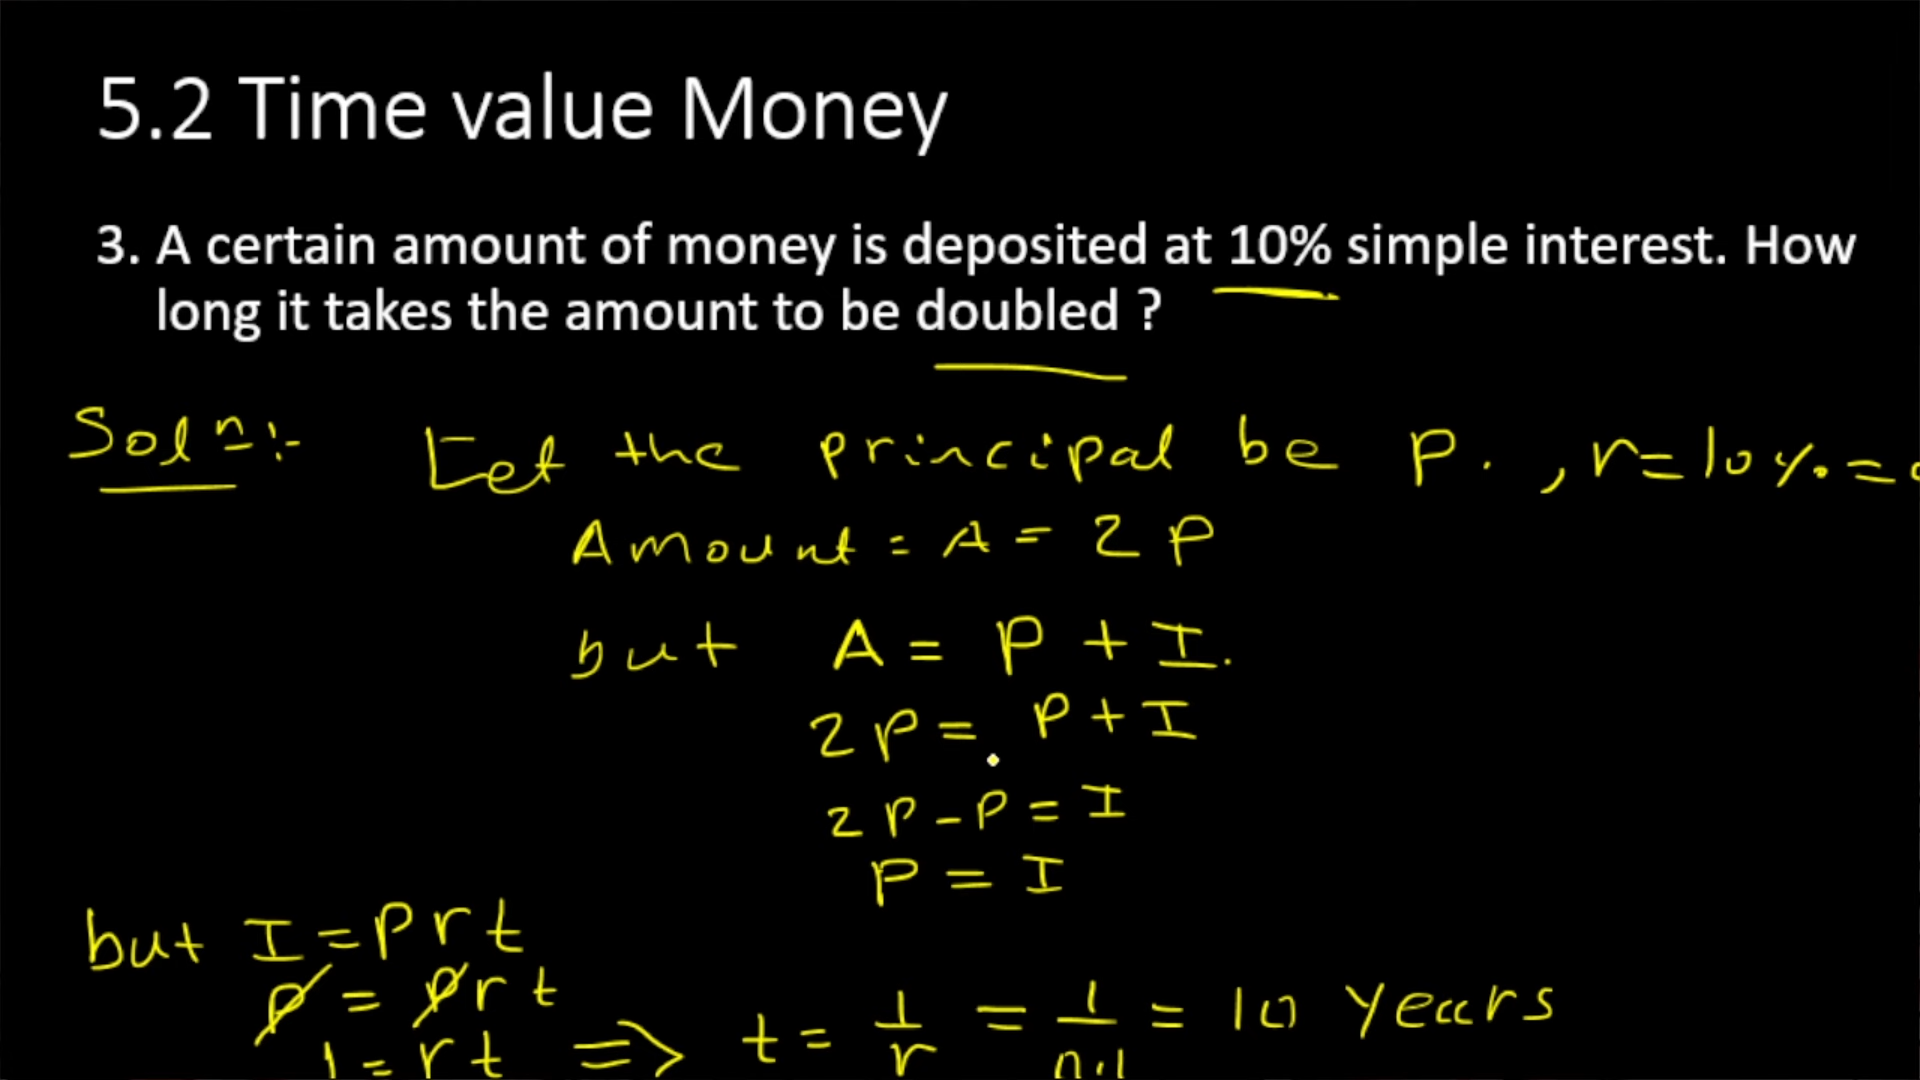 5.2 Time value Money
3. A certain amount of money is deposited at 10% simple interest. How
long it takes the amount to be doubled ?
Soln:- Let the principal be P. , r=10%=
Amount = A = 2P
but A = P + I.
2P = P + I
2P-P = I
P = I
but I = Prt
P = Prt
1 = rt => t = 1/r = 1/0.1 = 10 years